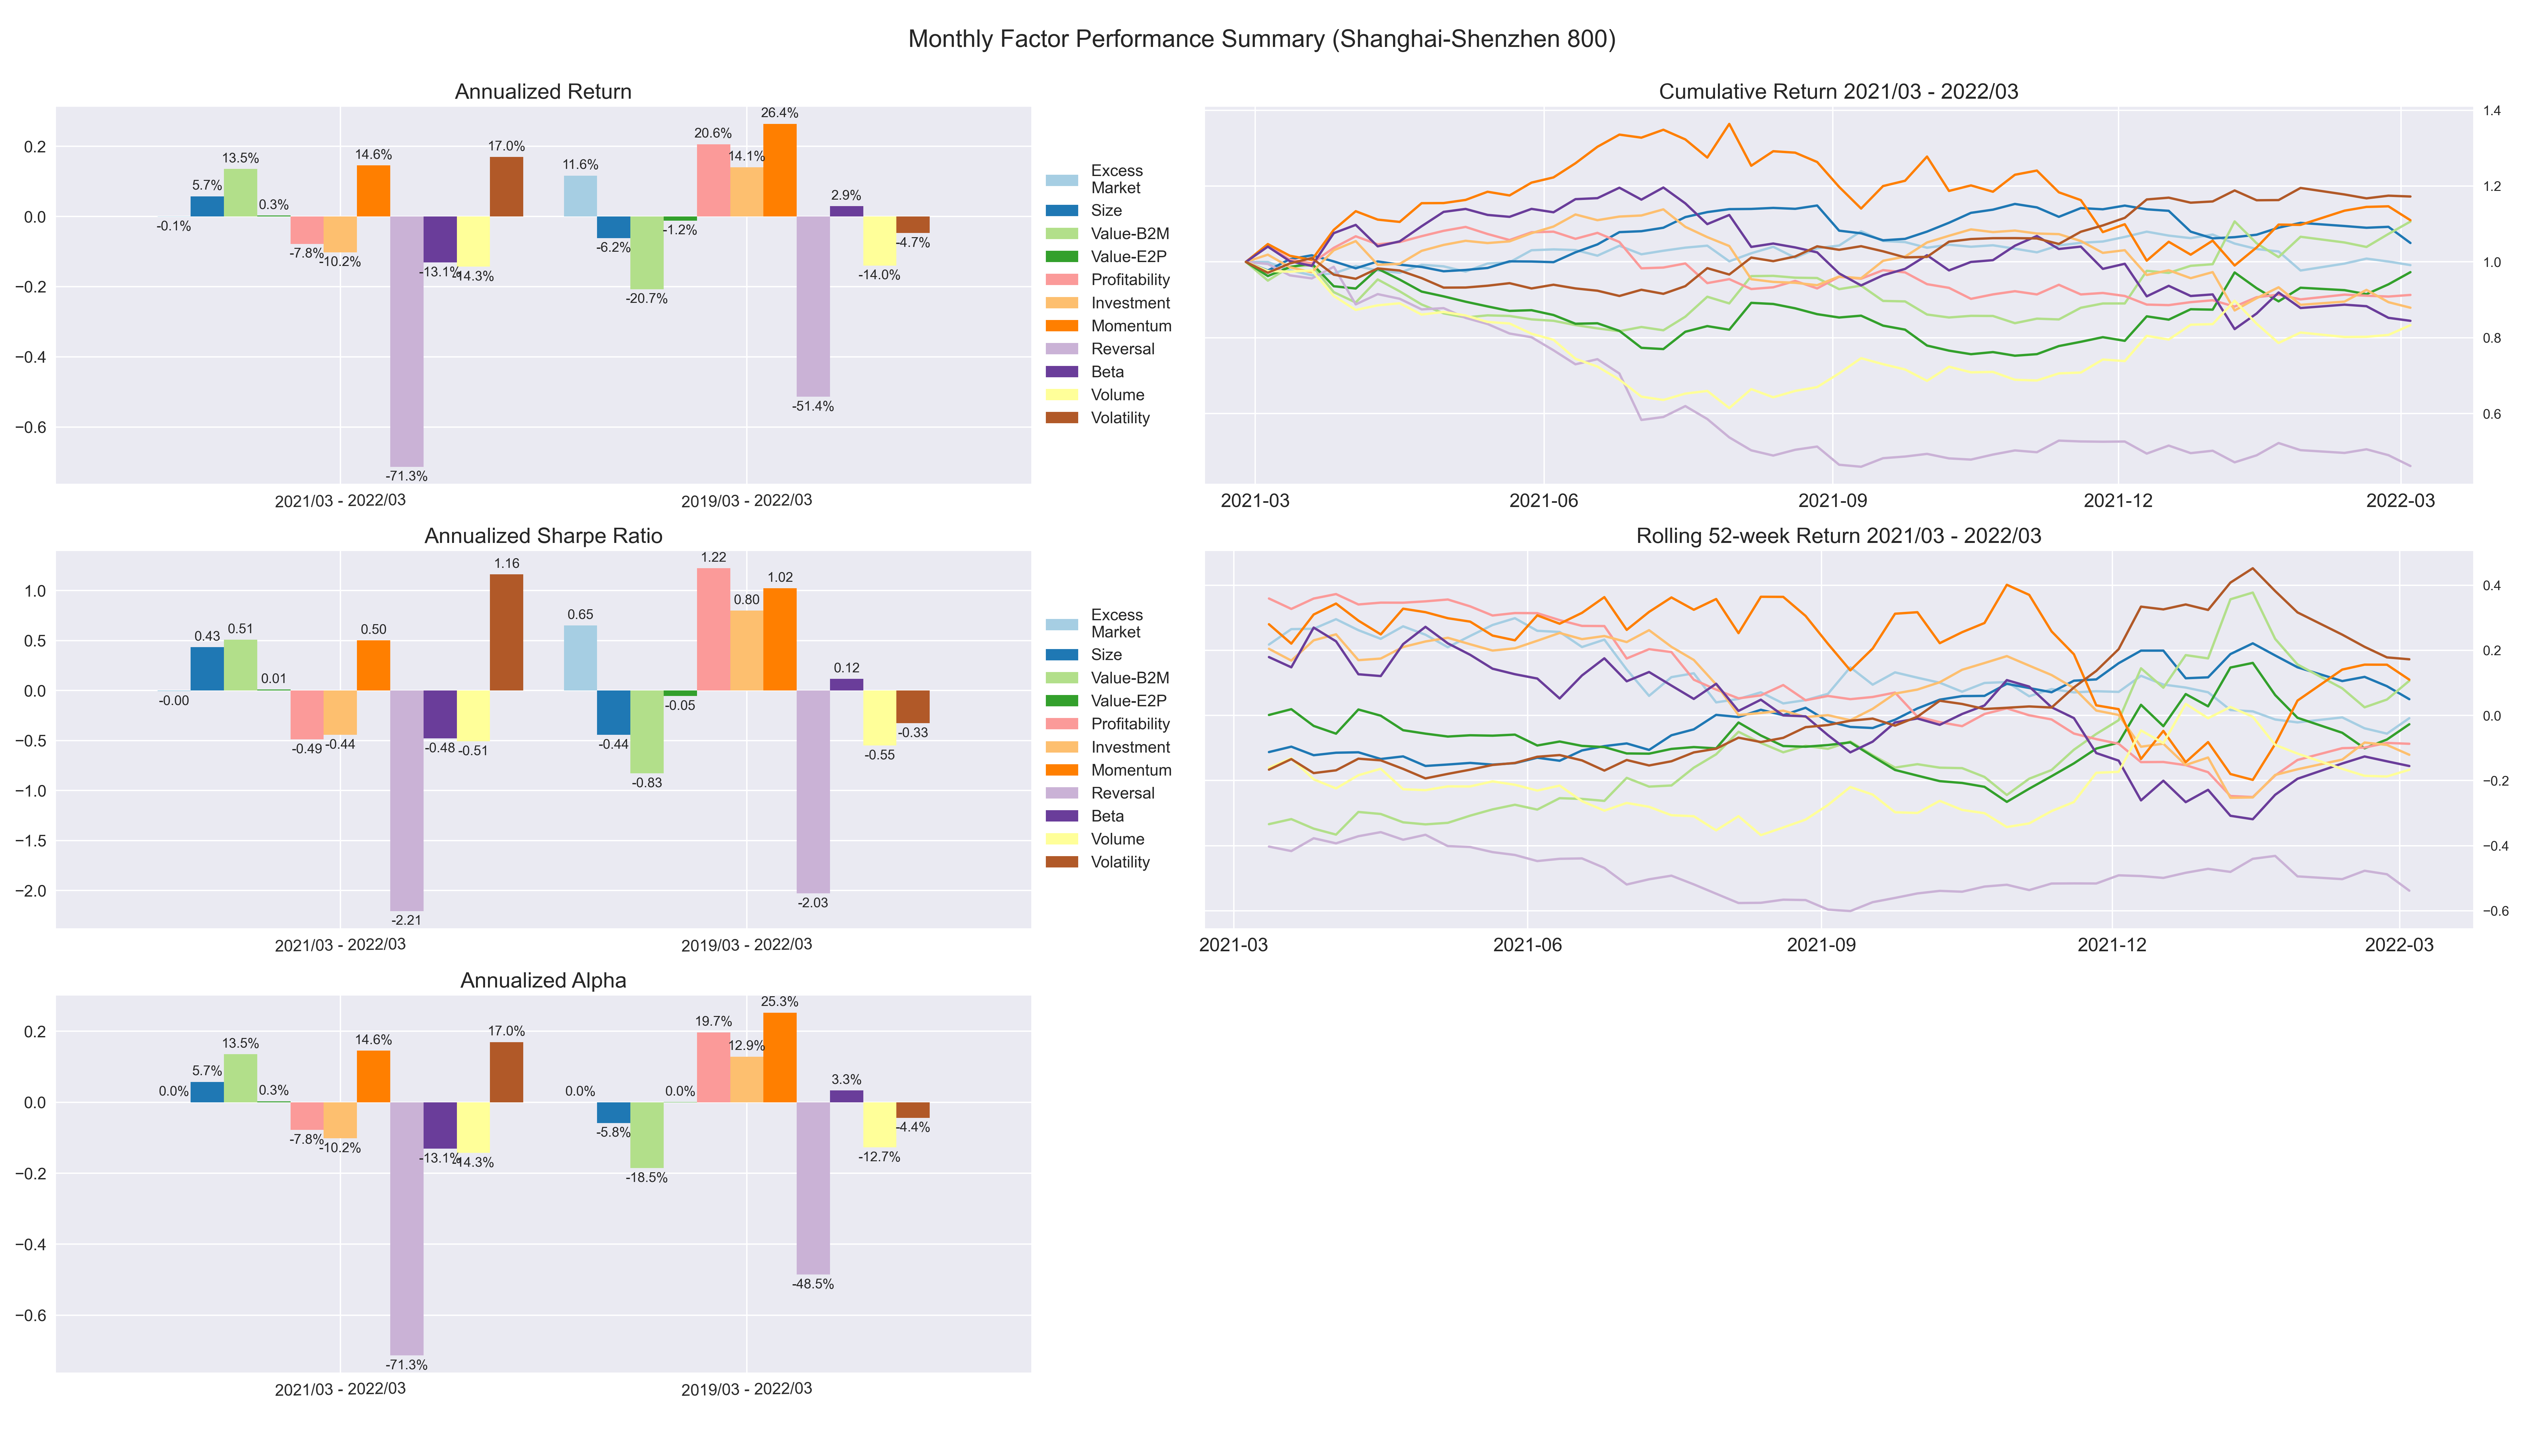 Monthly Factor Performance Summary (Shanghai-Shenzhen 800)
Annualized Return
0.2
0.0
−0.2
−0.4
−0.6
-0.1%
5.7%
13.5%
0.3%
-7.8%
-10.2%
14.6%
-71.3%
-13.1%
-14.3%
17.0%
11.6%
-6.2%
-20.7%
-1.2%
20.6%
14.1%
26.4%
-51.4%
2.9%
-14.0%
-4.7%
2021/03 - 2022/03
2019/03 - 2022/03
Excess
Market
Size
Value-B2M
Value-E2P
Profitability
Investment
Momentum
Reversal
Beta
Volume
Volatility
Cumulative Return 2021/03 - 2022/03
1.4
1.2
1.0
0.8
0.6
2021-03
2021-06
2021-09
2021-12
2022-03
Annualized Sharpe Ratio
1.0
0.5
0.0
−0.5
−1.0
−1.5
−2.0
-0.00
0.43
0.51
0.01
-0.49
-0.44
0.50
-2.21
-0.48
-0.51
1.16
0.65
-0.44
-0.83
-0.05
1.22
0.80
1.02
-2.03
0.12
-0.55
-0.33
2021/03 - 2022/03
2019/03 - 2022/03
Excess
Market
Size
Value-B2M
Value-E2P
Profitability
Investment
Momentum
Reversal
Beta
Volume
Volatility
Rolling 52-week Return 2021/03 - 2022/03
0.4
0.2
0.0
−0.2
−0.4
−0.6
2021-03
2021-06
2021-09
2021-12
2022-03
Annualized Alpha
0.2
0.0
−0.2
−0.4
−0.6
0.0%
5.7%
13.5%
0.3%
-7.8%
-10.2%
14.6%
-71.3%
-13.1%
-14.3%
17.0%
0.0%
-5.8%
-18.5%
0.0%
19.7%
12.9%
25.3%
-48.5%
3.3%
-12.7%
-4.4%
2021/03 - 2022/03
2019/03 - 2022/03